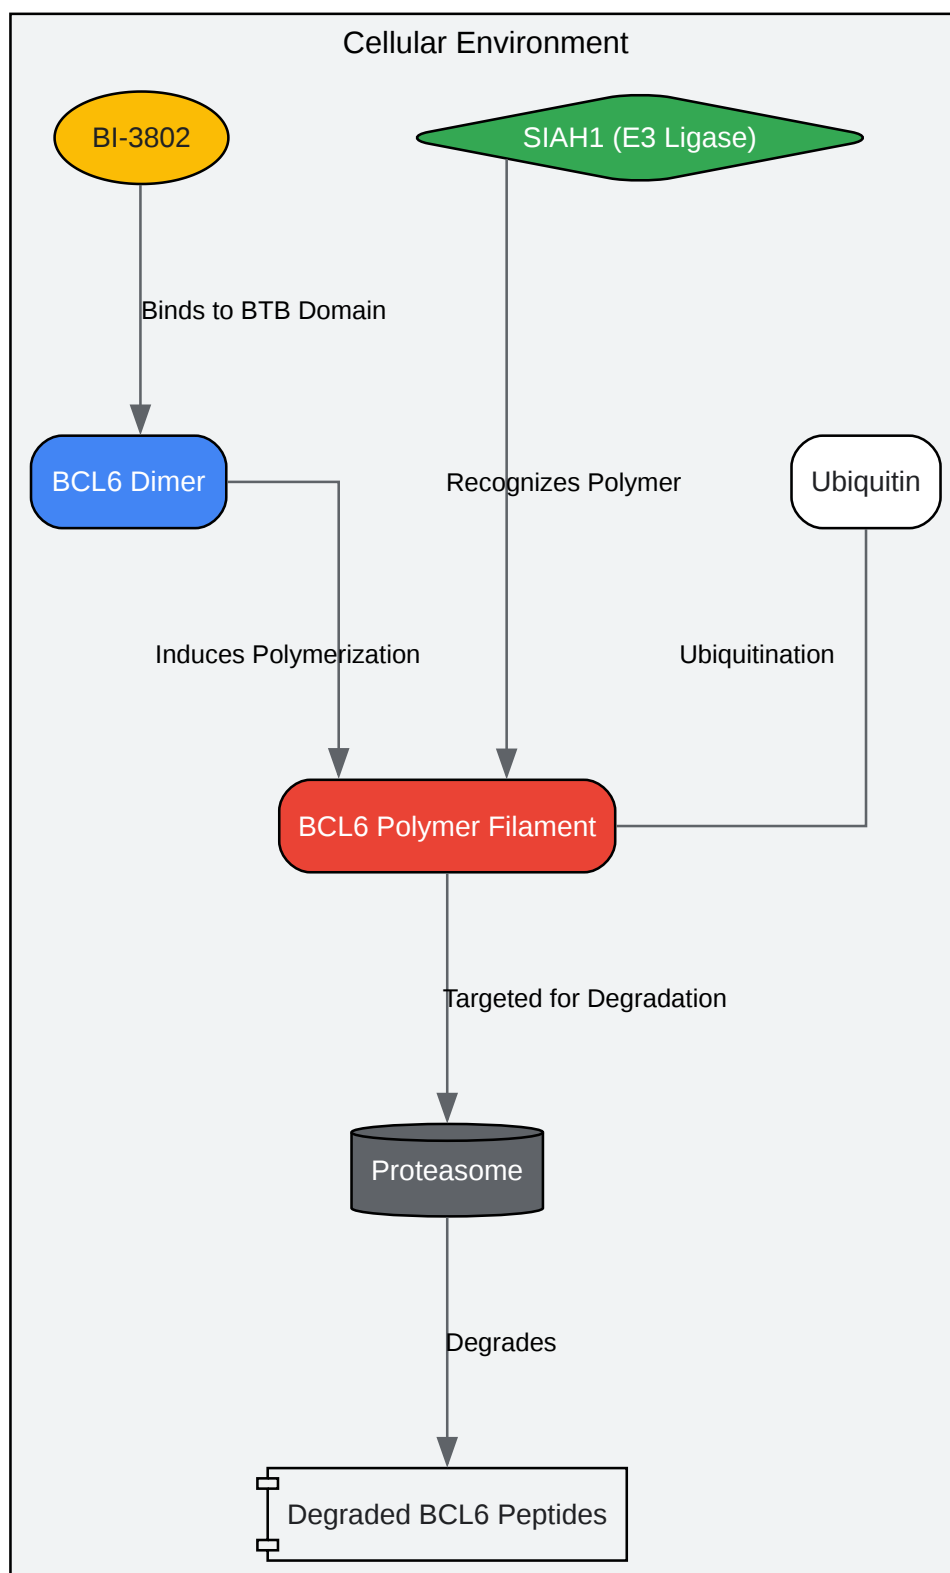 Cellular Environment
BI-3802
SIAH1 (E3 Ligase)
Binds to BTB Domain
BCL6 Dimer
Recognizes Polymer
Ubiquitin
Induces Polymerization
Ubiquitination
BCL6 Polymer Filament
Targeted for Degradation
Proteasome
Degrades
Degraded BCL6 Peptides